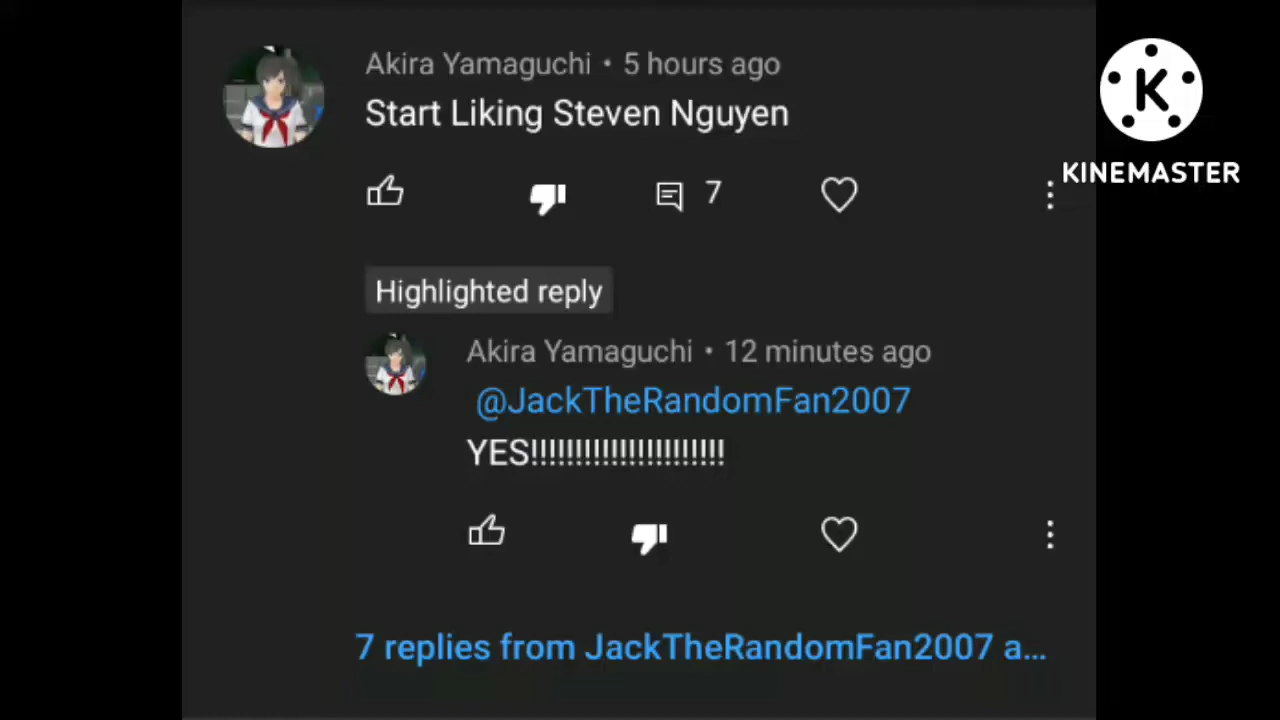 Akira Yamaguchi • 5 hours ago
Start Liking Steven Nguyen
7
Highlighted reply
Akira Yamaguchi • 12 minutes ago
@JackTheRandomFan2007
YES!!!!!!!!!!!!!!!!!!!!!!
7 replies from JackTheRandomFan2007 a...
K
KINEMASTER